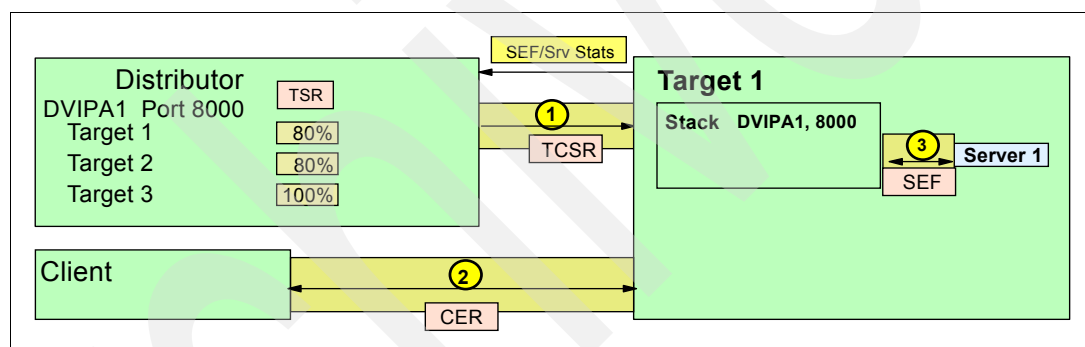 SEF/Srv Stats
Distributor
DVIPA1 Port 8000
TSR
Target 1 80%
Target 2 80%
Target 3 100%
1
TCSR
Target 1
Stack DVIPA1, 8000
3
Server 1
SEF
Client
2
CER